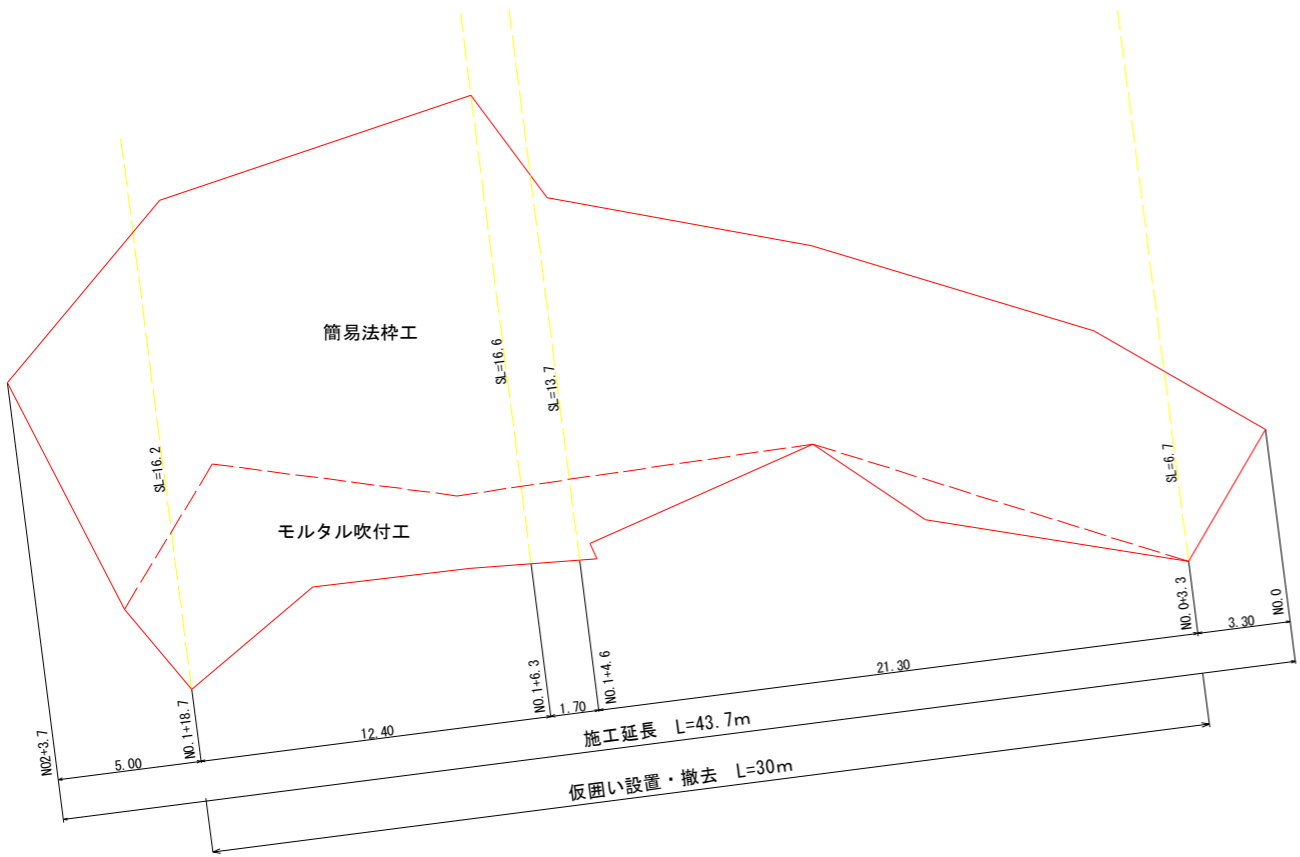 簡易法枠工
モルタル吹付工
SL=16.2
SL=16.6
SL=13.7
SL=6.7
NO2+3.7
NO.1+18.7
NO.1+6.3
NO.1+4.6
NO.0+3.3
NO.0
5.00
12.40
1.70
21.30
3.30
施工延長 L=43.7m
仮囲い設置・撤去 L=30m